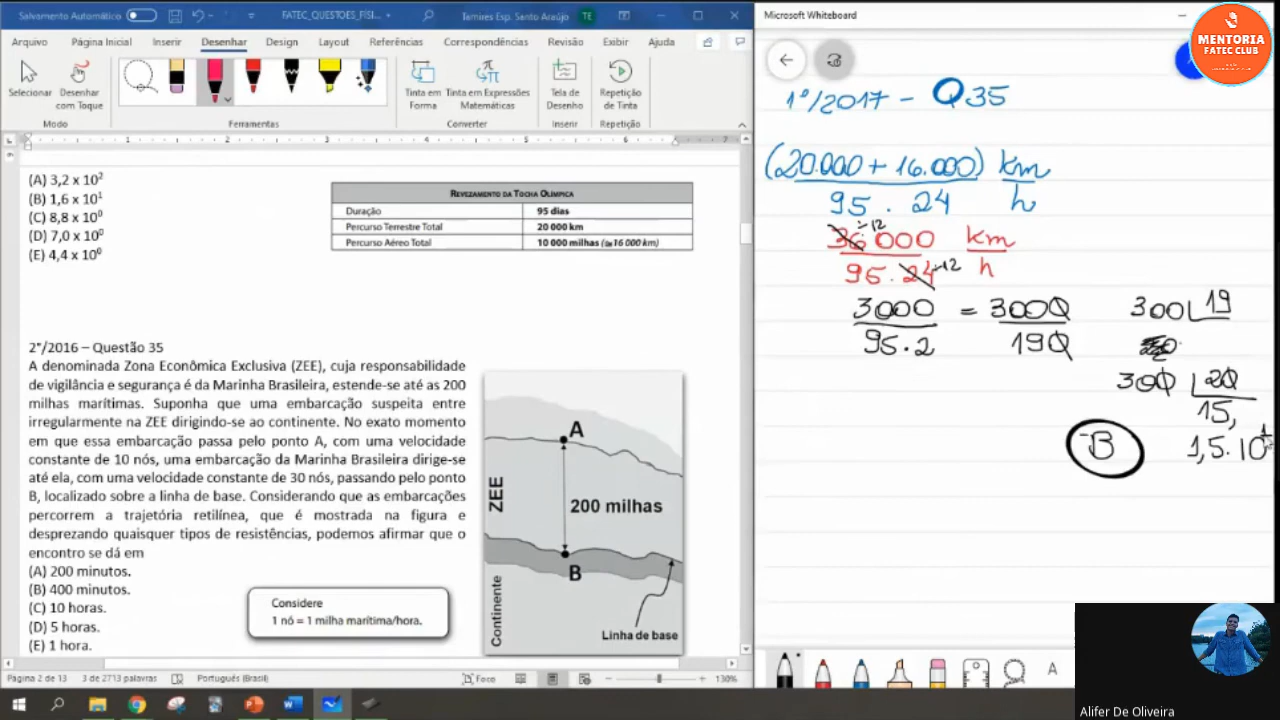 Salvamento Automático
FATEC_QUESTOES_FÍSI...
Tamires Esp. Santo Araújo
TE
Arquivo
Página Inicial
Inserir
Desenhar
Design
Layout
Referências
Correspondências
Revisão
Exibir
Ajuda
Selecionar
Desenhar
com Toque
Tinta em
Forma
Tinta em Expressões
Matemáticas
Tela de
Desenho
Repetição
de Tinta
Modo
Ferramentas
Converter
Inserir
Repetição
1 2 3 4 5 6 7
(A) 3,2 x 10²
(B) 1,6 x 10¹
(C) 8,8 x 10⁰
(D) 7,0 x 10⁰
(E) 4,4 x 10⁰
REVEZAMENTO DA TOCHA OLÍMPICA
Duração 95 dias
Percurso Terrestre Total 20 000 km
Percurso Aéreo Total 10 000 milhas (≅16 000 km)
2°/2016 – Questão 35
A denominada Zona Econômica Exclusiva (ZEE), cuja responsabilidade
de vigilância e segurança é da Marinha Brasileira, estende-se até as 200
milhas marítimas. Suponha que uma embarcação suspeita entre
irregularmente na ZEE dirigindo-se ao continente. No exato momento
em que essa embarcação passa pelo ponto A, com uma velocidade
constante de 10 nós, uma embarcação da Marinha Brasileira dirige-se
até ela, com uma velocidade constante de 30 nós, passando pelo ponto
B, localizado sobre a linha de base. Considerando que as embarcações
percorrem a trajetória retilínea, que é mostrada na figura e
desprezando quaisquer tipos de resistências, podemos afirmar que o
encontro se dá em
(A) 200 minutos.
(B) 400 minutos.
(C) 10 horas.
(D) 5 horas.
(E) 1 hora.
Considere
1 nó = 1 milha marítima/hora.
A
ZEE
200 milhas
B
Continente
Linha de base
Página 2 de 13
3 de 2713 palavras
Português (Brasil)
Foco
130%
Microsoft Whiteboard
MENTORIA
FATEC CLUB
1º/2017 - Q35
(20.000 + 16.000) km
95 . 24 h
÷12
36 000 km
95 . 24 ÷12 h
3000 = 3000
95.2 190
300 19
300 20
15,
B 1,5.10
A
Alifer De Oliveira